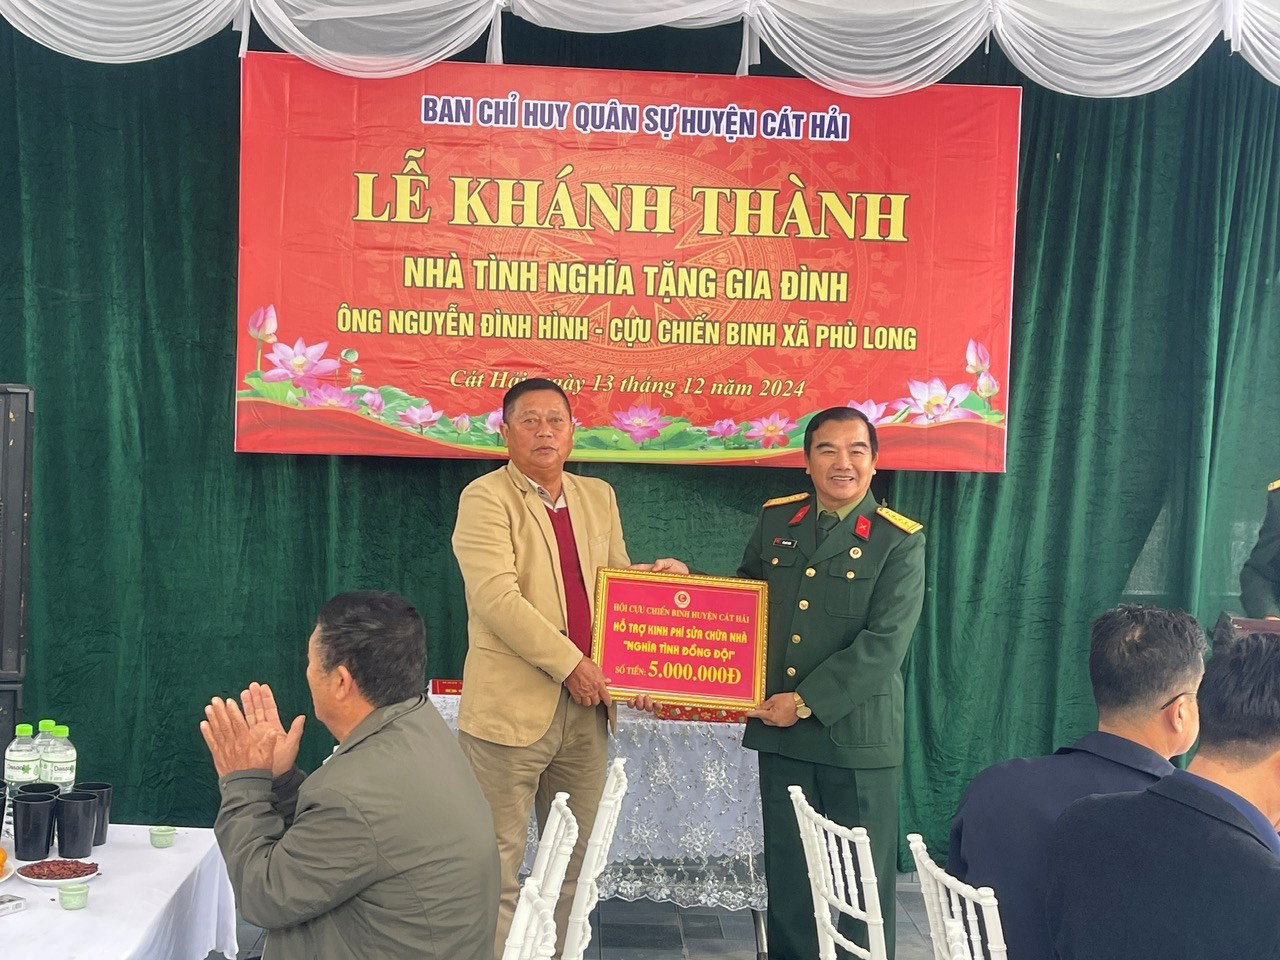 BAN CHỈ HUY QUÂN SỰ HUYỆN CÁT HẢI
LỄ KHÁNH THÀNH
NHÀ TÌNH NGHĨA TẶNG GIA ĐÌNH
ÔNG NGUYỄN ĐÌNH HÌNH - CỰU CHIẾN BINH XÃ PHÙ LONG
Cát Hải, ngày 13 tháng 12 năm 2024
HỘI CỰU CHIẾN BINH HUYỆN CÁT HẢI
HỖ TRỢ KINH PHÍ SỬA CHỮA NHÀ
"NGHĨA TÌNH ĐỒNG ĐỘI"
SỐ TIỀN: 5.000.000Đ